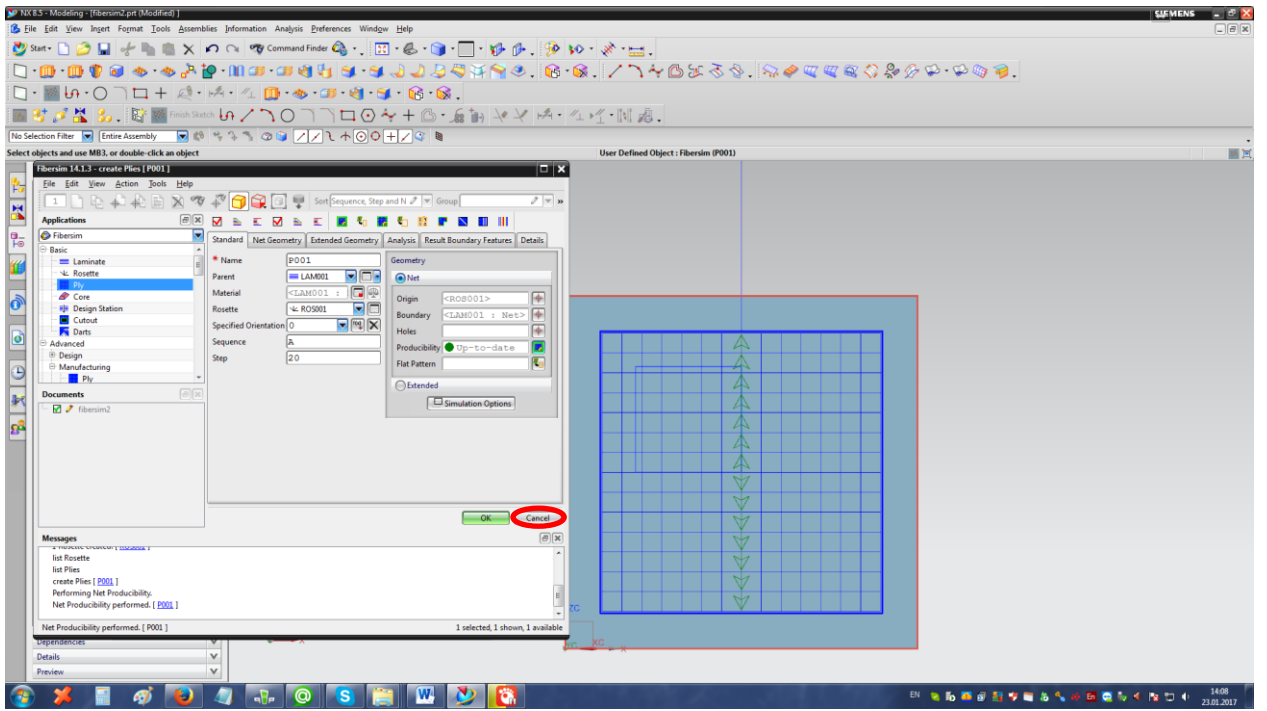 NX 8.5 - Modeling - [fibersim2.prt (Modified) ]
SIEMENS
File Edit View Insert Format Tools Assemblies Information Analysis Preferences Window Help
Start Command Finder
Finish Sketch
No Selection Filter Entire Assembly
Select objects and use MB3, or double-click an object
User Defined Object : Fibersim (P001)
Fibersim 14.1.3 - create Plies [ P001 ]
File Edit View Action Tools Help
1 Sort Sequence, Step and N Group
Applications
Fibersim
Basic
Laminate
Rosette
Ply
Core
Design Station
Cutout
Darts
Advanced
Design
Manufacturing
Ply
Documents
fibersim2
Standard Net Geometry Extended Geometry Analysis Result Boundary Features Details
* Name P001
Parent LAM001
Material <LAM001 :
Rosette ROS001
Specified Orientation 0
Sequence A
Step 20
Geometry
Net
Origin <ROS001>
Boundary <LAM001 : Net>
Holes
Producibility Up-to-date
Flat Pattern
Extended
Simulation Options
OK Cancel
Messages
1 Rosette created. [ ROS001 ]
list Rosette
list Plies
create Plies [ P001 ]
Performing Net Producibility.
Net Producibility performed. [ P001 ]
Net Producibility performed. [ P001 ]
1 selected, 1 shown, 1 available
Dependencies
Details
Preview
ZC
XC
X
X
EN
14:08
23.01.2017